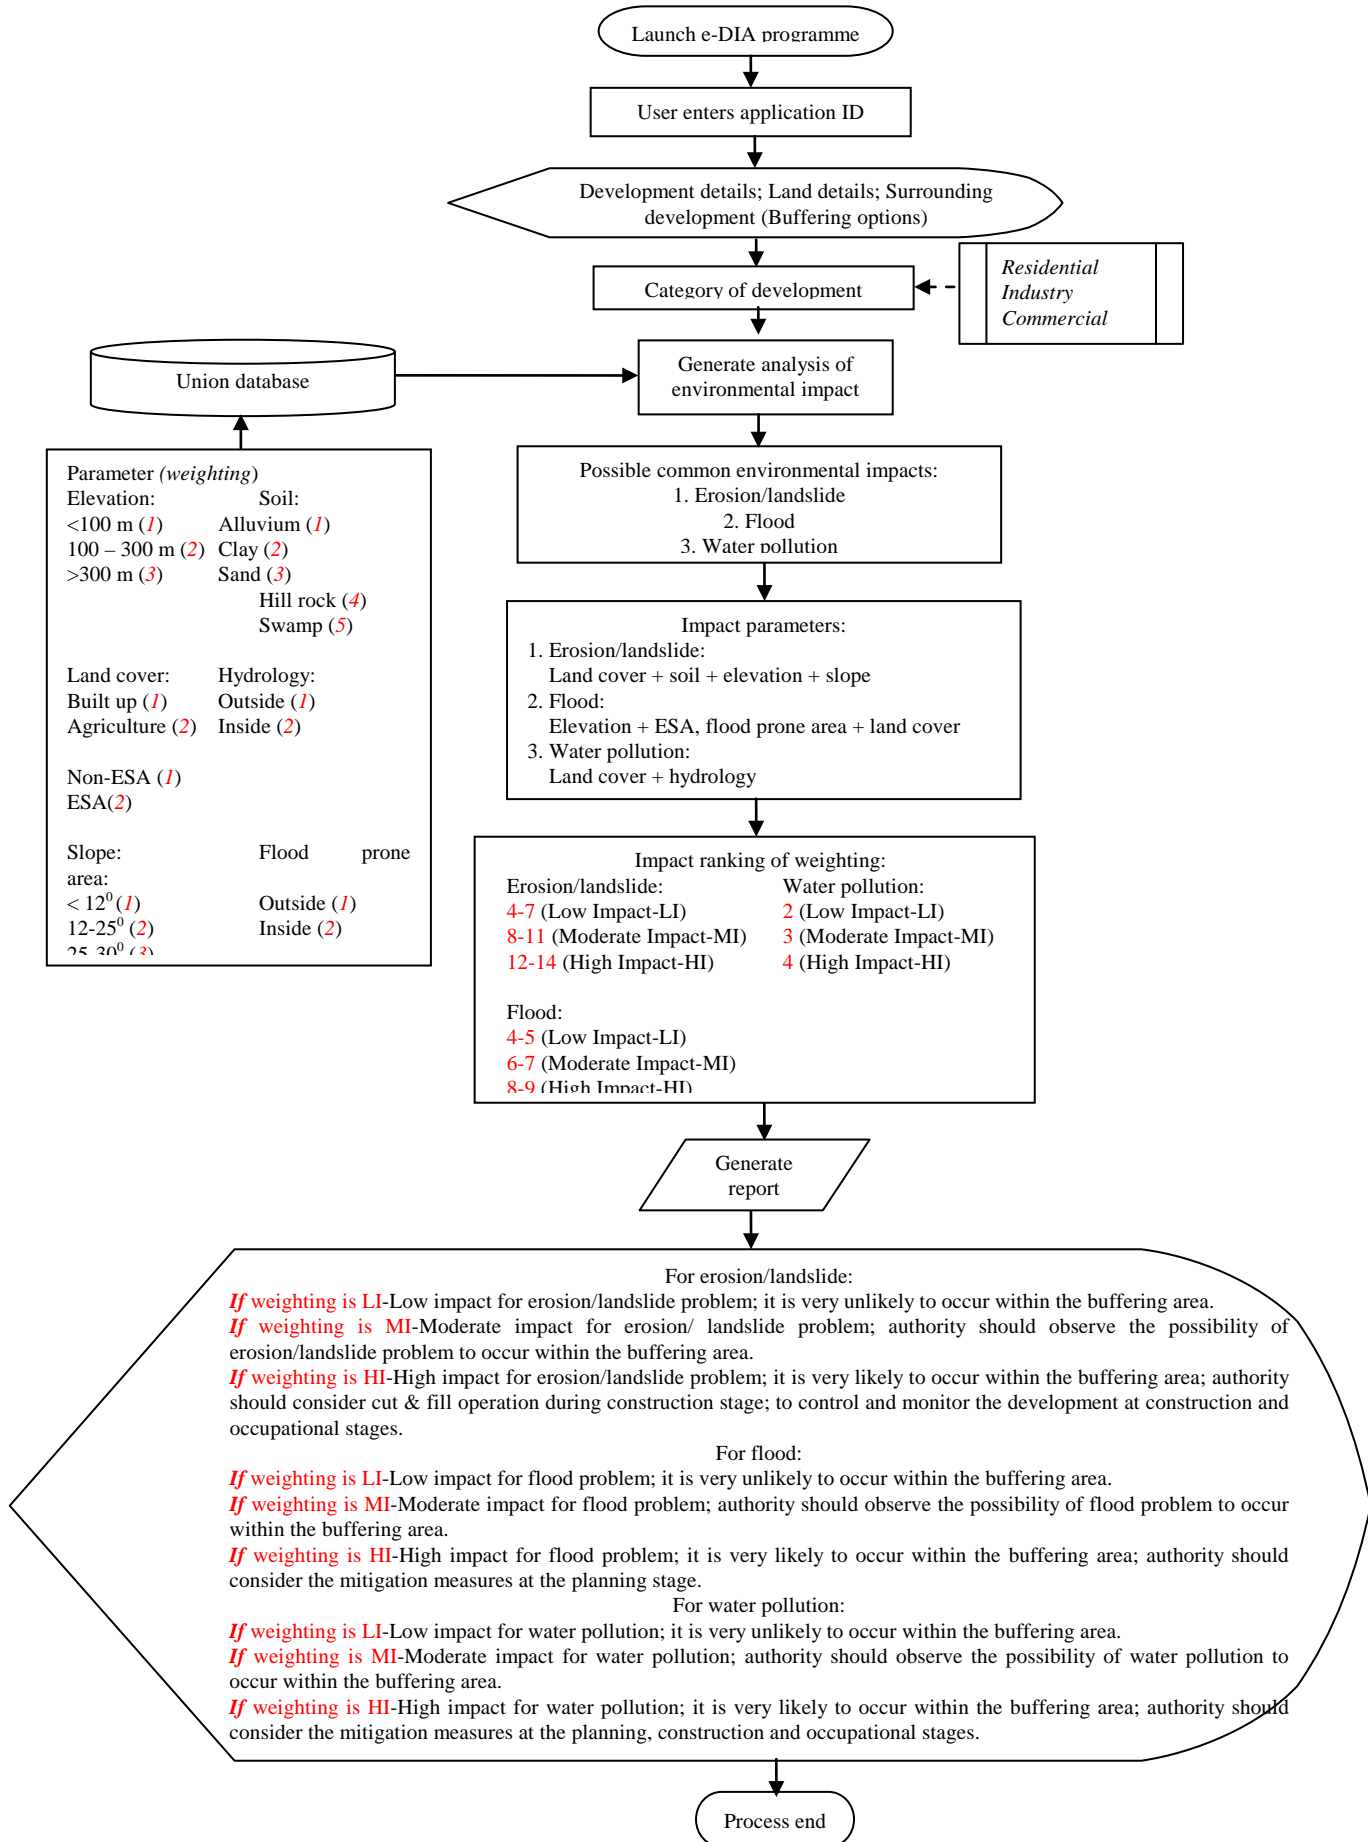 Launch e-DIA programme
User enters application ID
Development details; Land details; Surrounding
development (Buffering options)
Category of development
Residential
Industry
Commercial
Union database
Generate analysis of
environmental impact
Parameter (weighting)
Elevation: Soil:
<100 m (1) Alluvium (1)
100 – 300 m (2) Clay (2)
>300 m (3) Sand (3)
Hill rock (4)
Swamp (5)
Land cover: Hydrology:
Built up (1) Outside (1)
Agriculture (2) Inside (2)
Non-ESA (1)
ESA(2)
Slope: Flood prone
area:
< 12⁰ (1) Outside (1)
12-25⁰ (2) Inside (2)
25-30⁰ (3)
Possible common environmental impacts:
1. Erosion/landslide
2. Flood
3. Water pollution
Impact parameters:
1. Erosion/landslide:
Land cover + soil + elevation + slope
2. Flood:
Elevation + ESA, flood prone area + land cover
3. Water pollution:
Land cover + hydrology
Impact ranking of weighting:
Erosion/landslide: Water pollution:
4-7 (Low Impact-LI) 2 (Low Impact-LI)
8-11 (Moderate Impact-MI) 3 (Moderate Impact-MI)
12-14 (High Impact-HI) 4 (High Impact-HI)
Flood:
4-5 (Low Impact-LI)
6-7 (Moderate Impact-MI)
8-9 (High Impact-HI)
Generate
report
For erosion/landslide:
If weighting is LI-Low impact for erosion/landslide problem; it is very unlikely to occur within the buffering area.
If weighting is MI-Moderate impact for erosion/ landslide problem; authority should observe the possibility of
erosion/landslide problem to occur within the buffering area.
If weighting is HI-High impact for erosion/landslide problem; it is very likely to occur within the buffering area; authority
should consider cut & fill operation during construction stage; to control and monitor the development at construction and
occupational stages.
For flood:
If weighting is LI-Low impact for flood problem; it is very unlikely to occur within the buffering area.
If weighting is MI-Moderate impact for flood problem; authority should observe the possibility of flood problem to occur
within the buffering area.
If weighting is HI-High impact for flood problem; it is very likely to occur within the buffering area; authority should
consider the mitigation measures at the planning stage.
For water pollution:
If weighting is LI-Low impact for water pollution; it is very unlikely to occur within the buffering area.
If weighting is MI-Moderate impact for water pollution; authority should observe the possibility of water pollution to
occur within the buffering area.
If weighting is HI-High impact for water pollution; it is very likely to occur within the buffering area; authority should
consider the mitigation measures at the planning, construction and occupational stages.
Process end